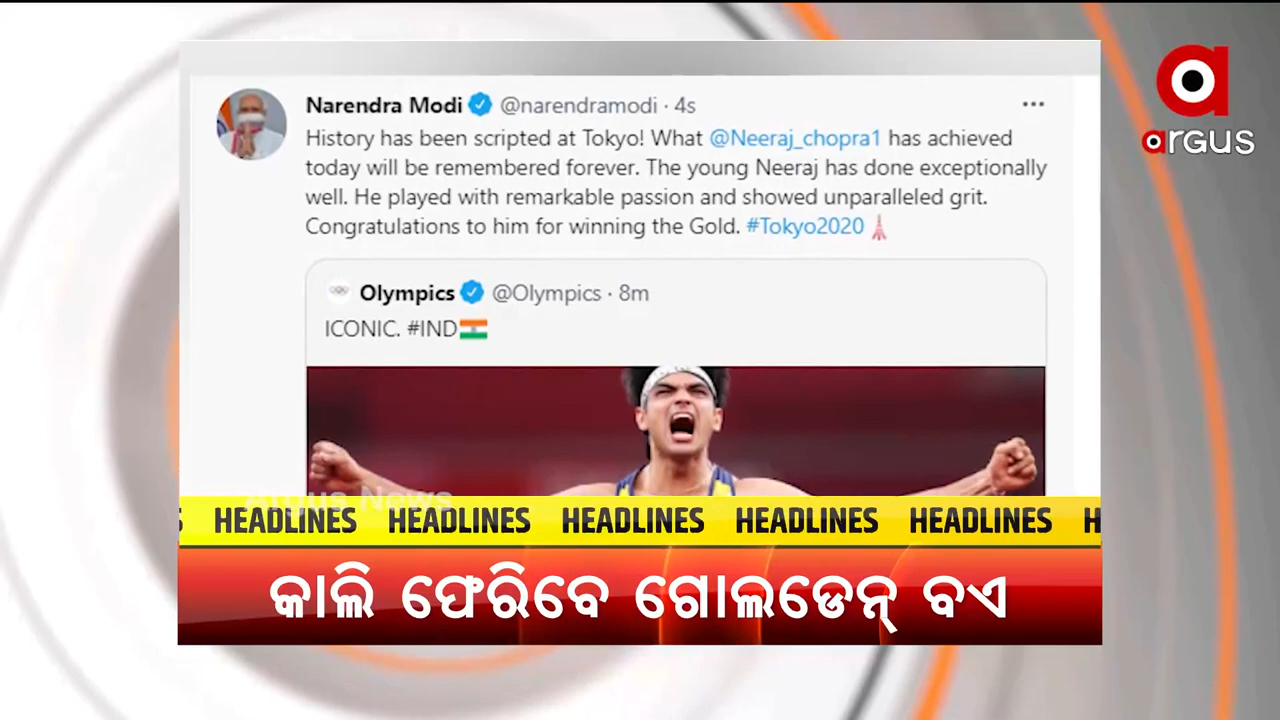 Narendra Modi @narendramodi · 4s
History has been scripted at Tokyo! What @Neeraj_chopra1 has achieved
today will be remembered forever. The young Neeraj has done exceptionally
well. He played with remarkable passion and showed unparalleled grit.
Congratulations to him for winning the Gold. #Tokyo2020
Olympics @Olympics · 8m
ICONIC. #IND
argus
Argus News
HEADLINES HEADLINES HEADLINES HEADLINES HEADLINES
କାଲି ଫେରିବେ ଗୋଲଡେନ୍ ବଏ